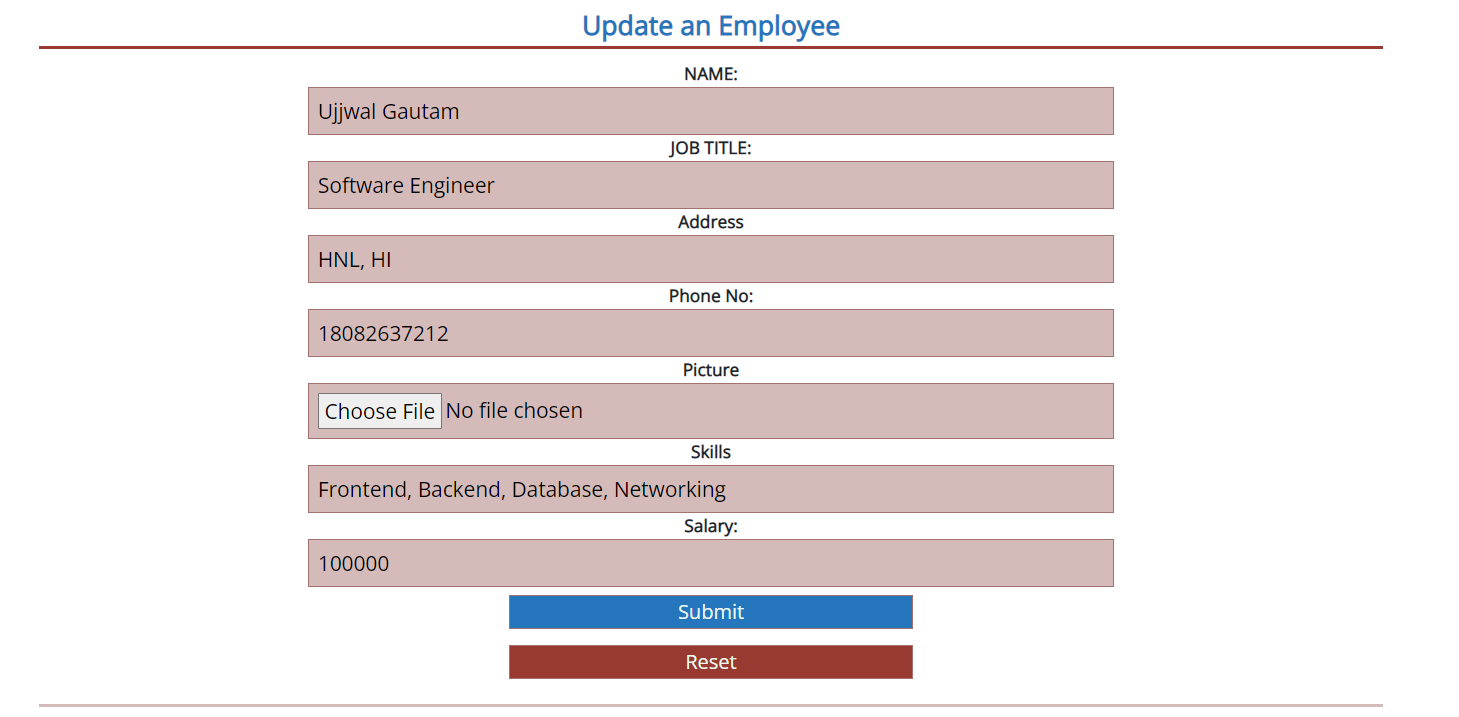 Update an Employee
NAME:
Ujjwal Gautam
JOB TITLE:
Software Engineer
Address
HNL, HI
Phone No:
18082637212
Picture
Choose File No file chosen
Skills
Frontend, Backend, Database, Networking
Salary:
100000
Submit
Reset